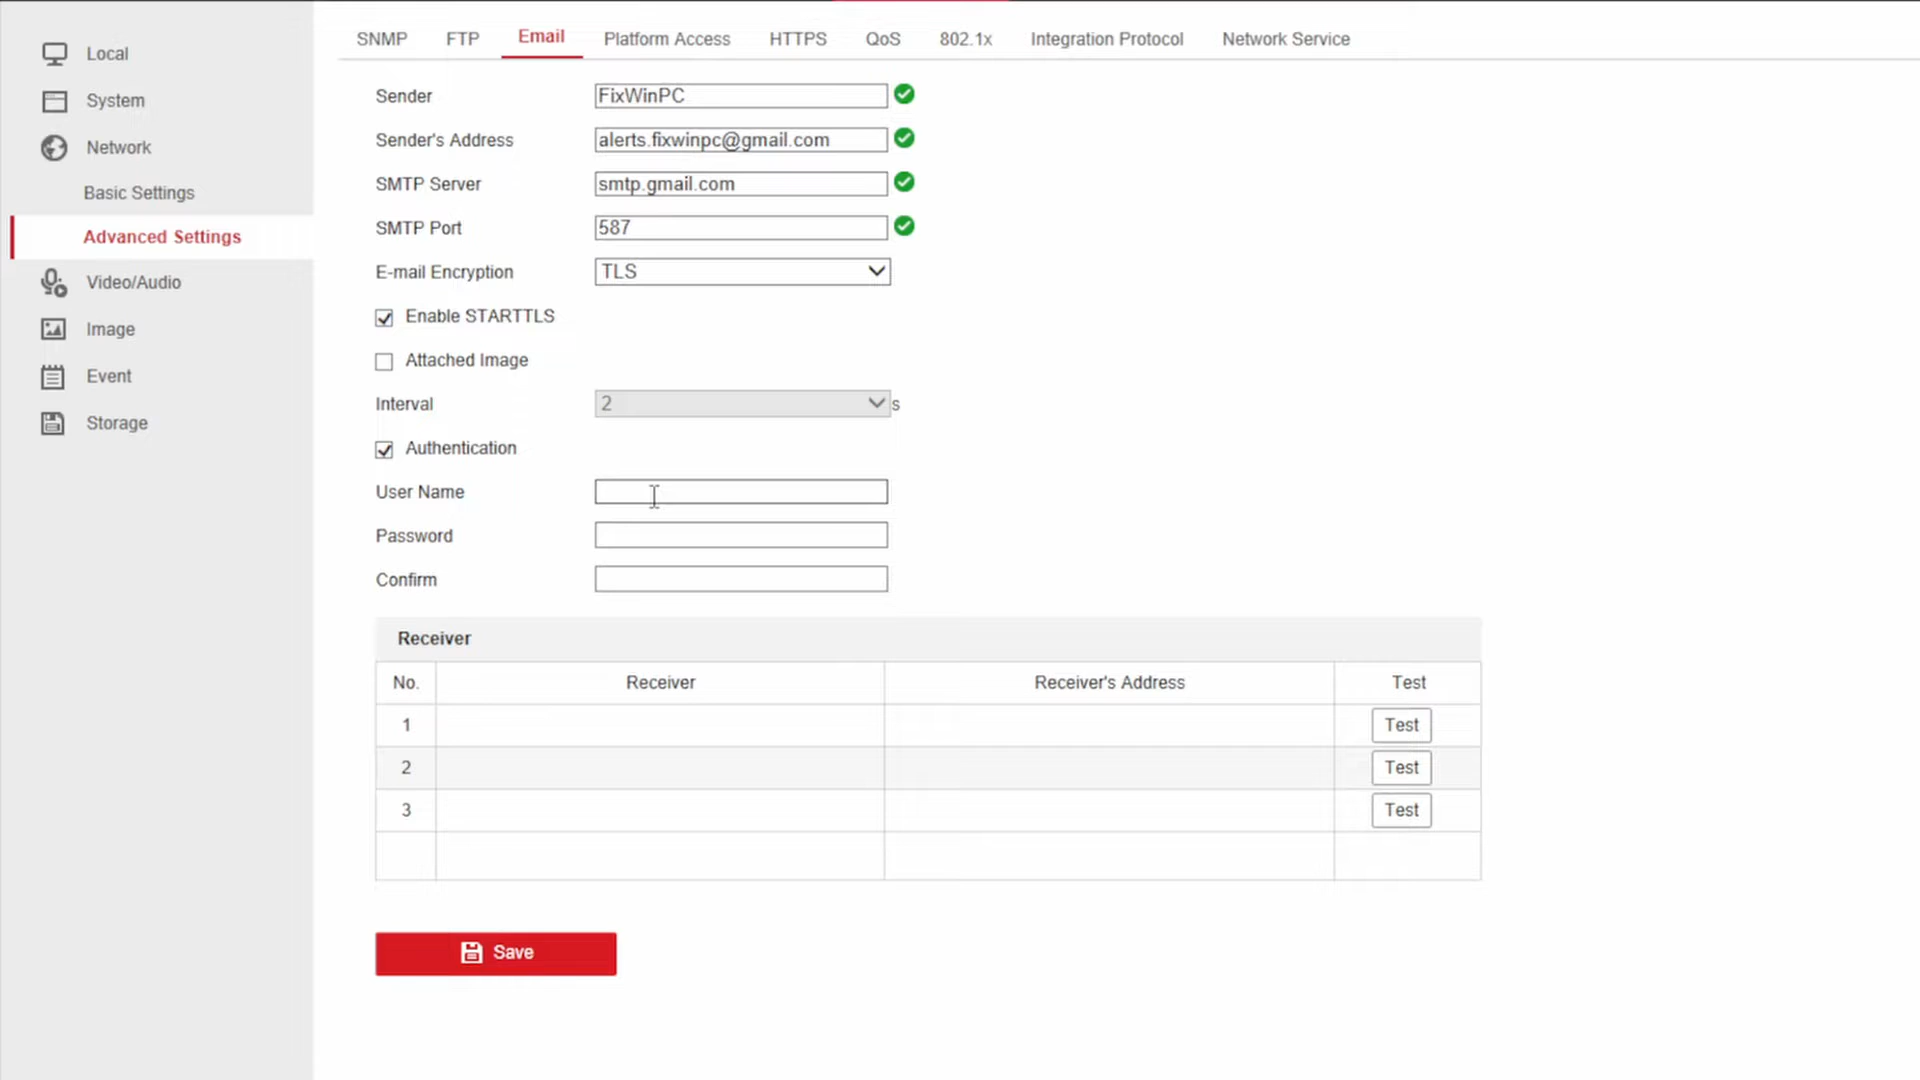 Local
System
Network
Basic Settings
Advanced Settings
Video/Audio
Image
Event
Storage
SNMP FTP Email Platform Access HTTPS QoS 802.1x Integration Protocol Network Service
Sender FixWinPC
Sender's Address alerts.fixwinpc@gmail.com
SMTP Server smtp.gmail.com
SMTP Port 587
E-mail Encryption TLS
Enable STARTTLS
Attached Image
Interval 2 s
Authentication
User Name
Password
Confirm
Receiver
No. Receiver Receiver's Address Test
1 Test
2 Test
3 Test
Save